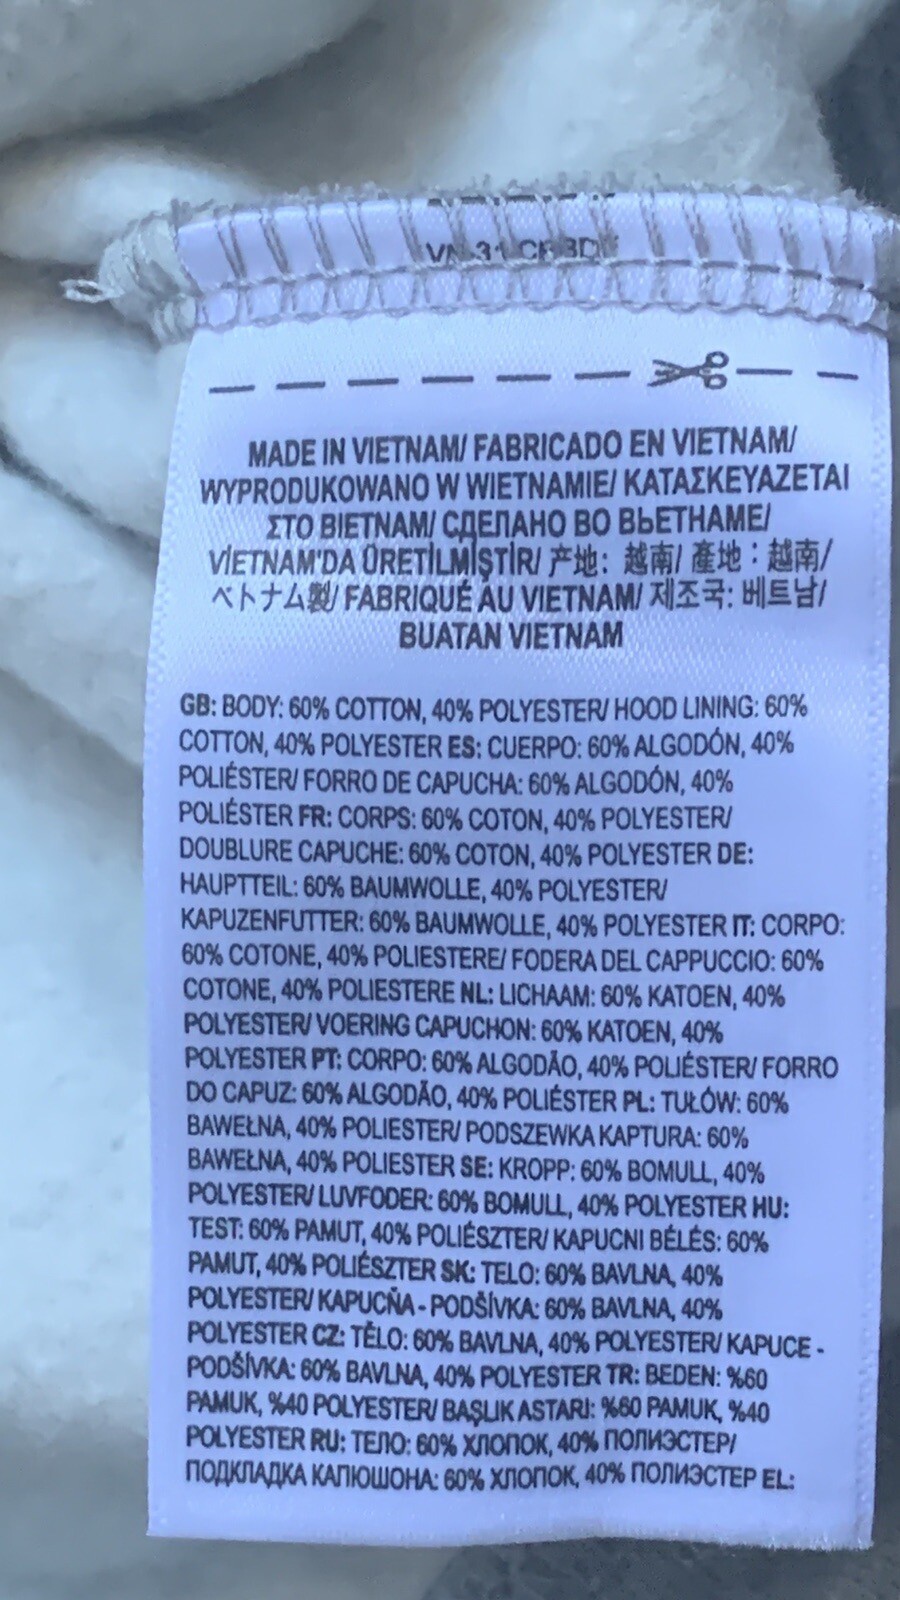 MADE IN VIETNAM/ FABRICADO EN VIETNAM/
WYPRODUKOWANO W WIETNAMIE/ ΚΑΤΑΣΚΕΥΑΖΕΤΑΙ
ΣΤΟ ΒΙΕΤΝΑΜ/ СДЕЛАНО ВО ВЬЕТНАМЕ/
VİETNAM'DA ÜRETİLMİŞTİR/ 产地: 越南/ 產地:越南/
ベトナム製/ FABRIQUÉ AU VIETNAM/ 제조국: 베트남/
BUATAN VIETNAM
GB: BODY: 60% COTTON, 40% POLYESTER/ HOOD LINING: 60%
COTTON, 40% POLYESTER ES: CUERPO: 60% ALGODÓN, 40%
POLIÉSTER/ FORRO DE CAPUCHA: 60% ALGODÓN, 40%
POLIÉSTER FR: CORPS: 60% COTON, 40% POLYESTER/
DOUBLURE CAPUCHE: 60% COTON, 40% POLYESTER DE:
HAUPTTEIL: 60% BAUMWOLLE, 40% POLYESTER/
KAPUZENFUTTER: 60% BAUMWOLLE, 40% POLYESTER IT: CORPO:
60% COTONE, 40% POLIESTERE/ FODERA DEL CAPPUCCIO: 60%
COTONE, 40% POLIESTERE NL: LICHAAM: 60% KATOEN, 40%
POLYESTER/ VOERING CAPUCHON: 60% KATOEN, 40%
POLYESTER PT: CORPO: 60% ALGODÃO, 40% POLIÉSTER/ FORRO
DO CAPUZ: 60% ALGODÃO, 40% POLIÉSTER PL: TUŁÓW: 60%
BAWEŁNA, 40% POLIESTER/ PODSZEWKA KAPTURA: 60%
BAWEŁNA, 40% POLIESTER SE: KROPP: 60% BOMULL, 40%
POLYESTER/ LUVFODER: 60% BOMULL, 40% POLYESTER HU:
TEST: 60% PAMUT, 40% POLIÉSZTER/ KAPUCNI BÉLÉS: 60%
PAMUT, 40% POLIÉSZTER SK: TELO: 60% BAVLNA, 40%
POLYESTER/ KAPUCŇA - PODŠÍVKA: 60% BAVLNA, 40%
POLYESTER CZ: TĚLO: 60% BAVLNA, 40% POLYESTER/ KAPUCE -
PODŠÍVKA: 60% BAVLNA, 40% POLYESTER TR: BEDEN: %60
PAMUK, %40 POLYESTER/ BAŞLIK ASTARI: %60 PAMUK, %40
POLYESTER RU: ТЕЛО: 60% ХЛОПОК, 40% ПОЛИЭСТЕР/
ПОДКЛАДКА КАПЮШОНА: 60% ХЛОПОК, 40% ПОЛИЭСТЕР EL: